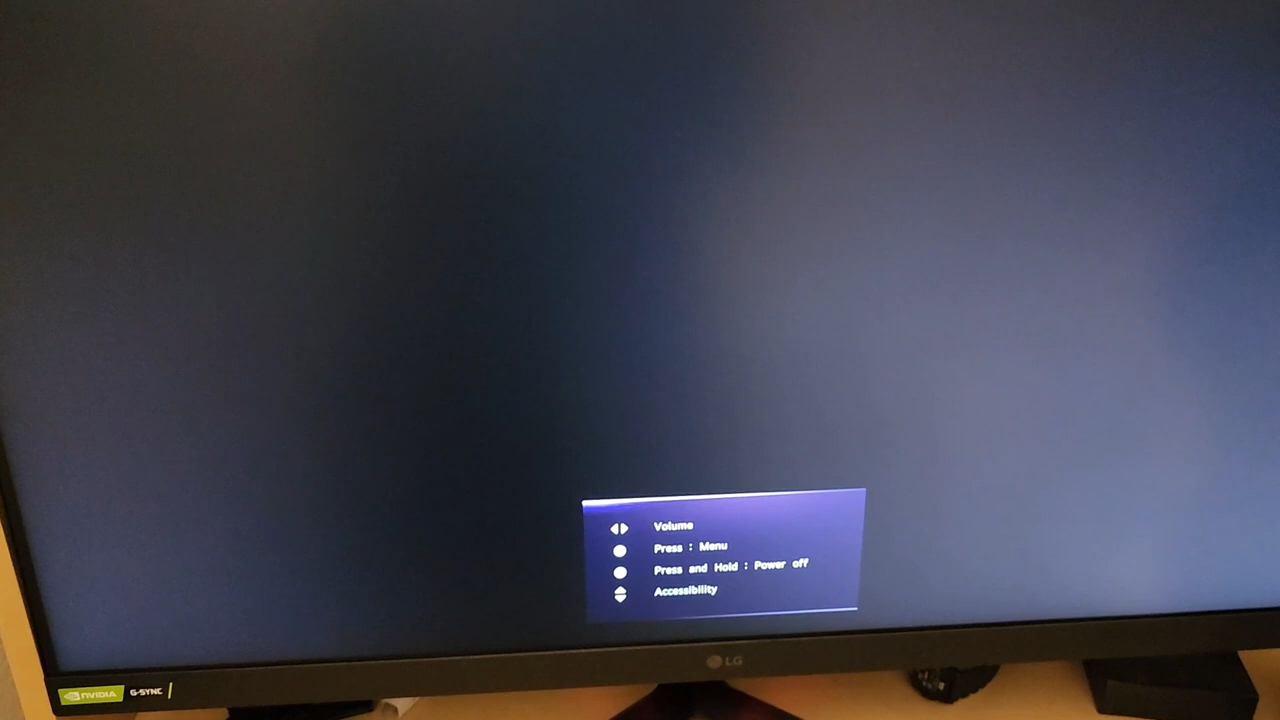 Volume
Press : Menu
Press and Hold : Power off
Accessibility
LG
NVIDIA G-SYNC